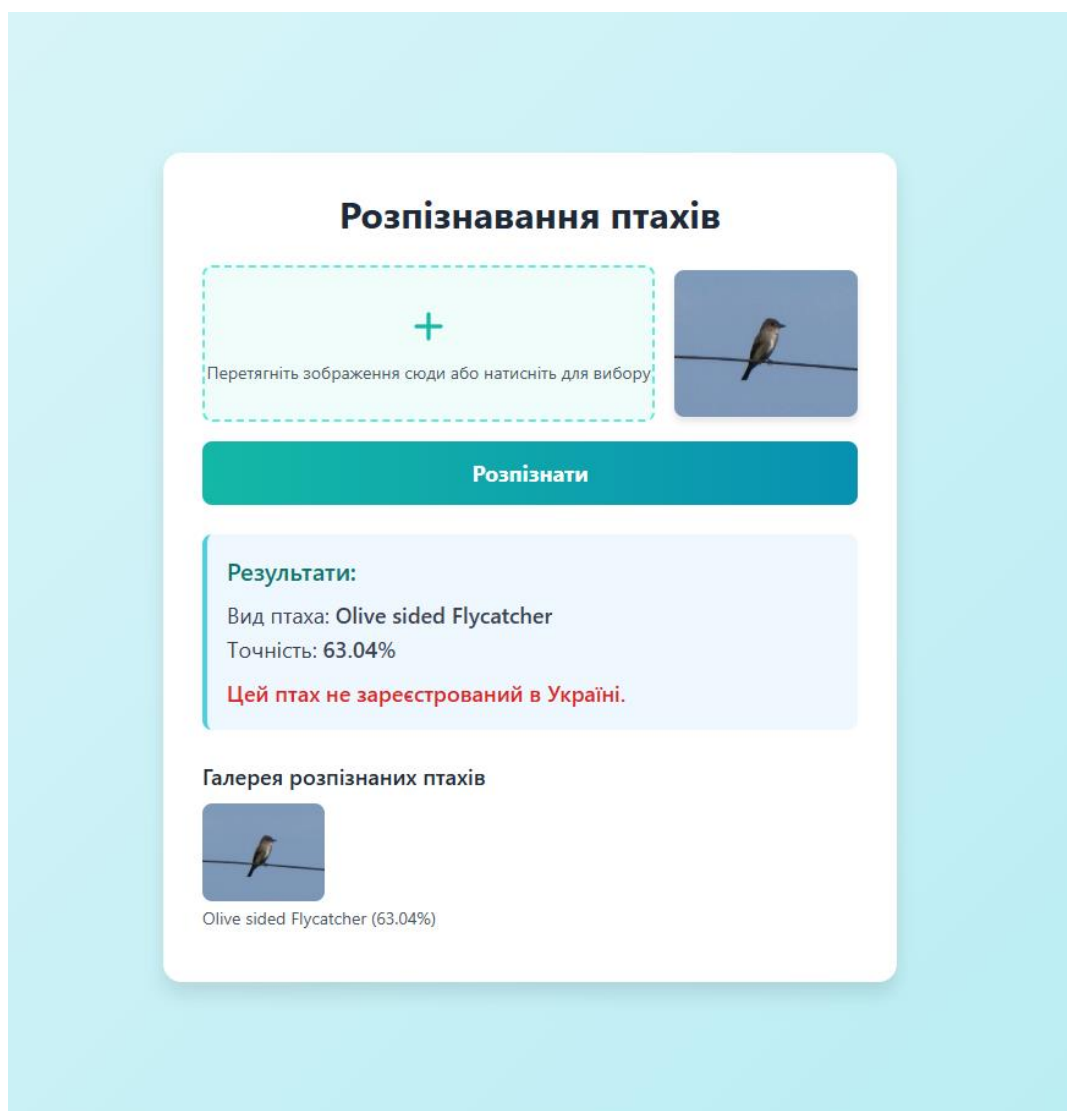 Розпізнавання птахів
Перетягніть зображення сюди або натисніть для вибору
Розпізнати
Результати:
Вид птаха: Olive sided Flycatcher
Точність: 63.04%
Цей птах не зареєстрований в Україні.
Галерея розпізнаних птахів
Olive sided Flycatcher (63.04%)